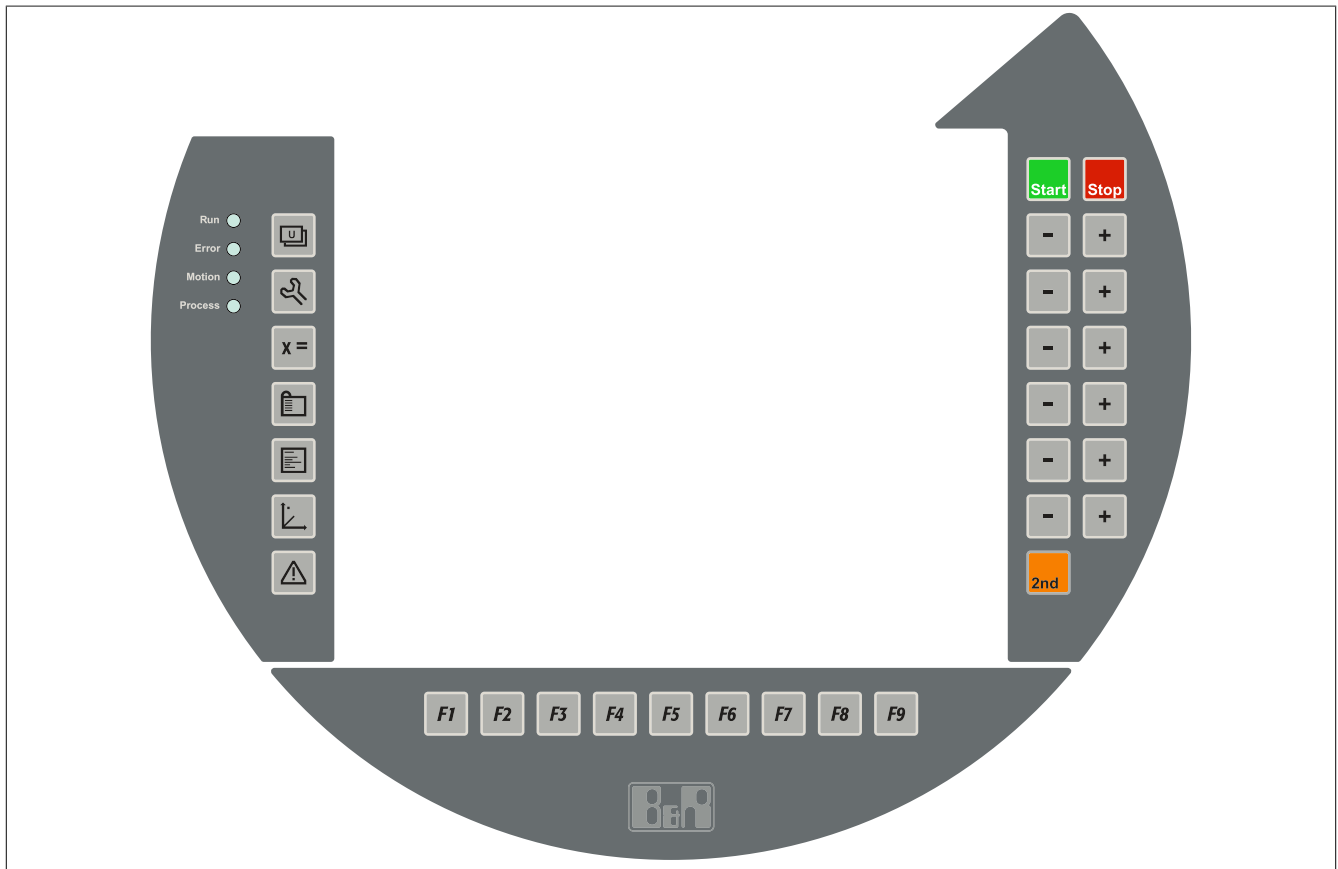 Start Stop
Run
U
- +
Error
Motion
- +
Process
x =
- +
- +
- +
- +
2nd
F1 F2 F3 F4 F5 F6 F7 F8 F9
B&R